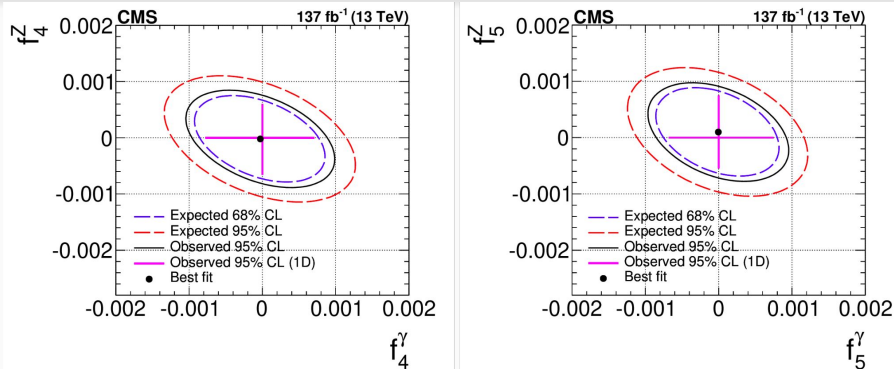 CMS 137 fb⁻¹ (13 TeV)
f₄ᶻ
0.002
0.001
0
-0.001
-0.002
Expected 68% CL
Expected 95% CL
Observed 95% CL
Observed 95% CL (1D)
Best fit
-0.002 -0.001 0 0.001 0.002
f₄ᵞ
CMS 137 fb⁻¹ (13 TeV)
f₅ᶻ
0.002
0.001
0
-0.001
-0.002
Expected 68% CL
Expected 95% CL
Observed 95% CL
Observed 95% CL (1D)
Best fit
-0.002 -0.001 0 0.001 0.002
f₅ᵞ